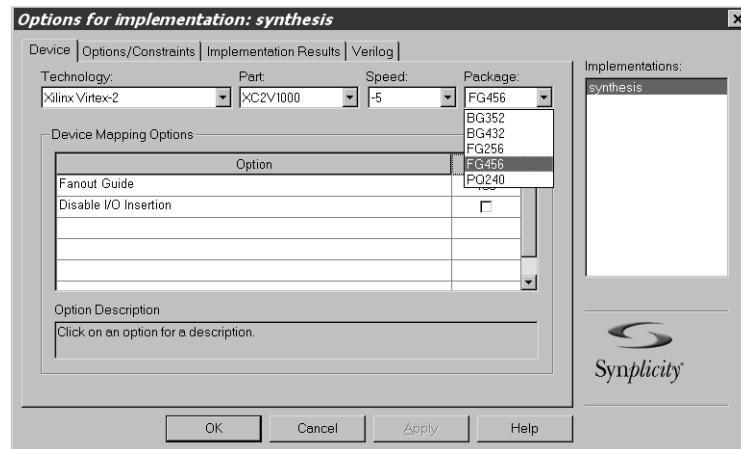 Options for implementation: synthesis
Device Options/Constraints Implementation Results Verilog
Technology: Part: Speed: Package:
Xilinx Virtex-2 XC2V1000 -5 FG456
BG352
BG432
FG256
FG456
PQ240
Device Mapping Options
Option
Fanout Guide
Disable I/O Insertion
Option Description
Click on an option for a description.
OK Cancel Apply Help
Implementations:
synthesis
Synplicity